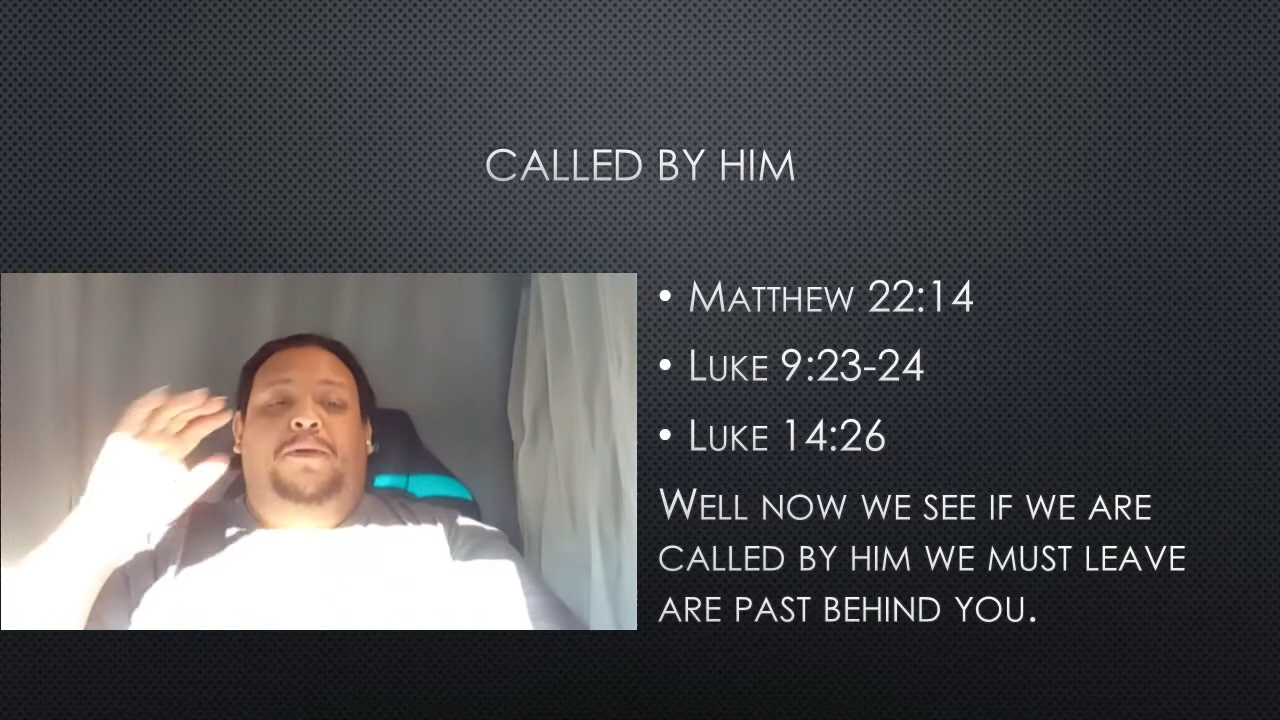 CALLED BY HIM
• MATTHEW 22:14
• LUKE 9:23-24
• LUKE 14:26
WELL NOW WE SEE IF WE ARE
CALLED BY HIM WE MUST LEAVE
ARE PAST BEHIND YOU.